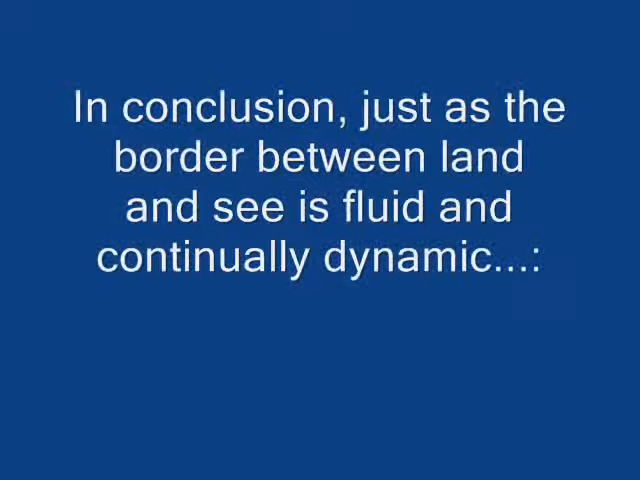 In conclusion, just as the
border between land
and see is fluid and
continually dynamic...: